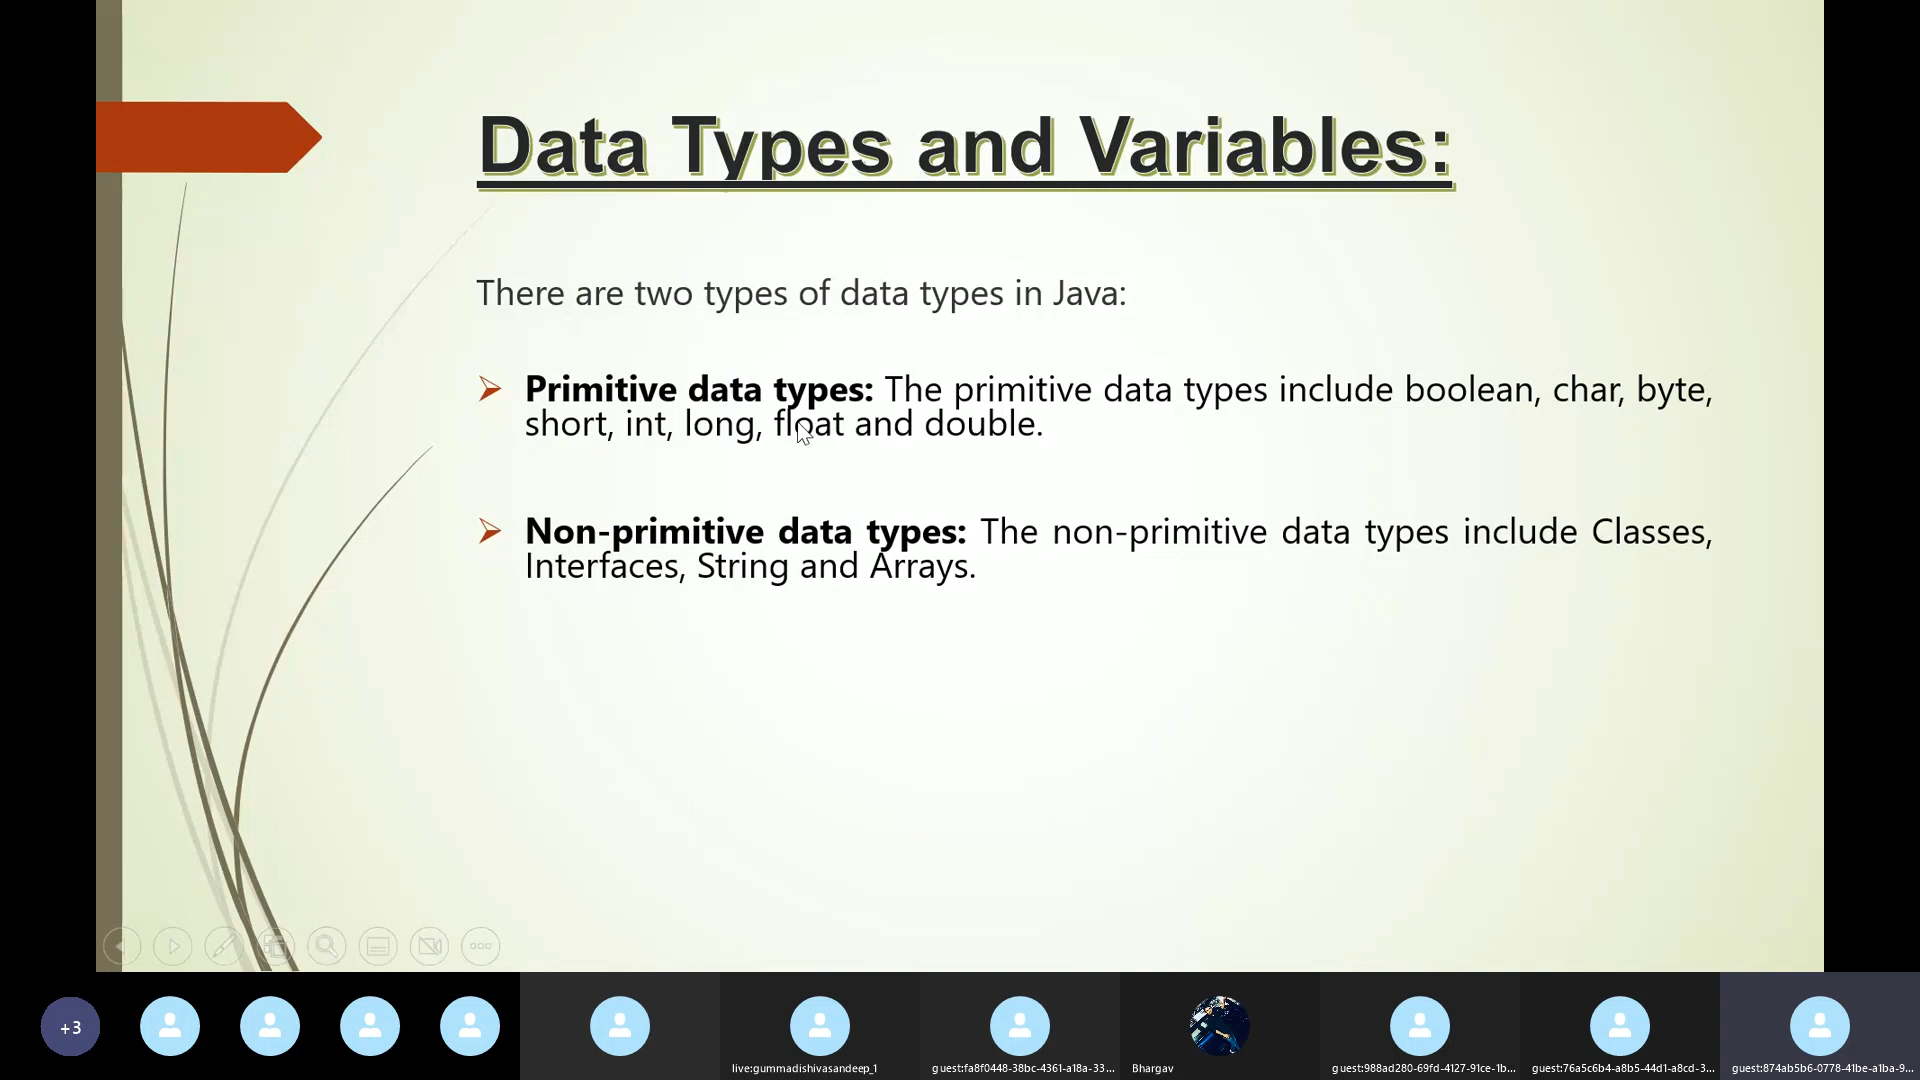 Data Types and Variables:
There are two types of data types in Java:
Primitive data types: The primitive data types include boolean, char, byte,
short, int, long, float and double.
Non-primitive data types: The non-primitive data types include Classes,
Interfaces, String and Arrays.
+3
live:gummadishivasandeep_1
guest:fa8f0448-38bc-4361-a18a-33...
Bhargav
guest:988ad280-69fd-4127-91ce-1b...
guest:76a5c6b4-a8b5-44d1-a8cd-3...
guest:874ab5b6-0778-41be-a1ba-9...